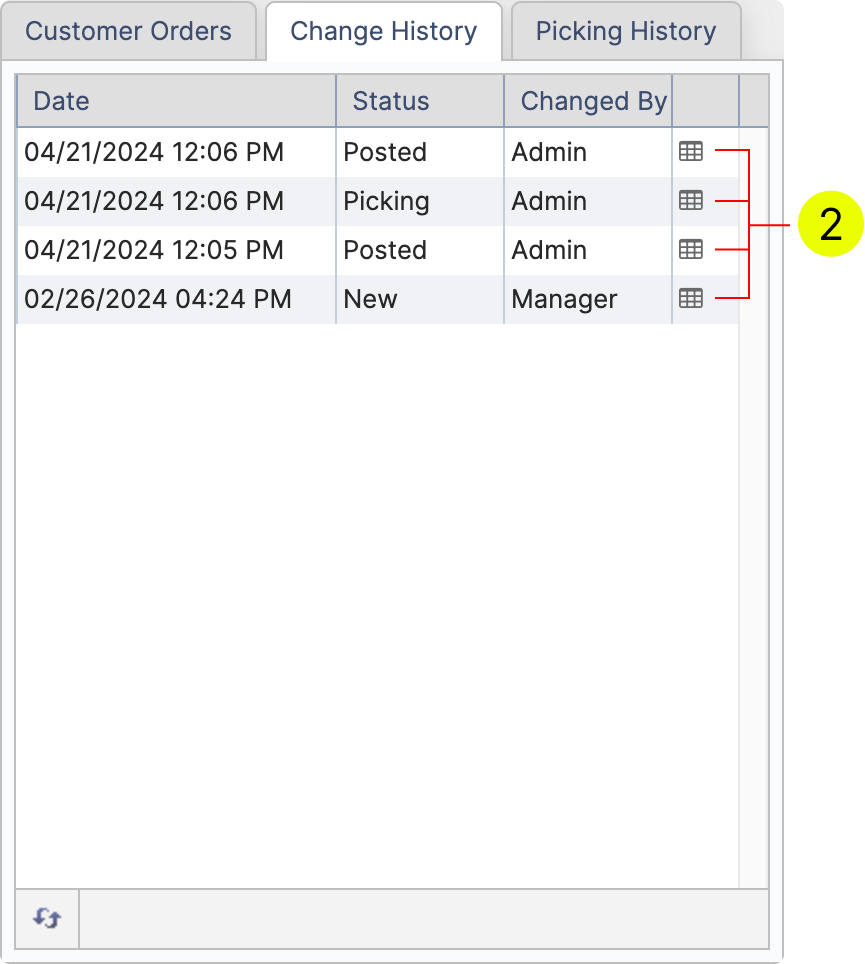 Customer Orders Change History Picking History
Date Status Changed By
04/21/2024 12:06 PM Posted Admin
04/21/2024 12:06 PM Picking Admin
2
04/21/2024 12:05 PM Posted Admin
02/26/2024 04:24 PM New Manager